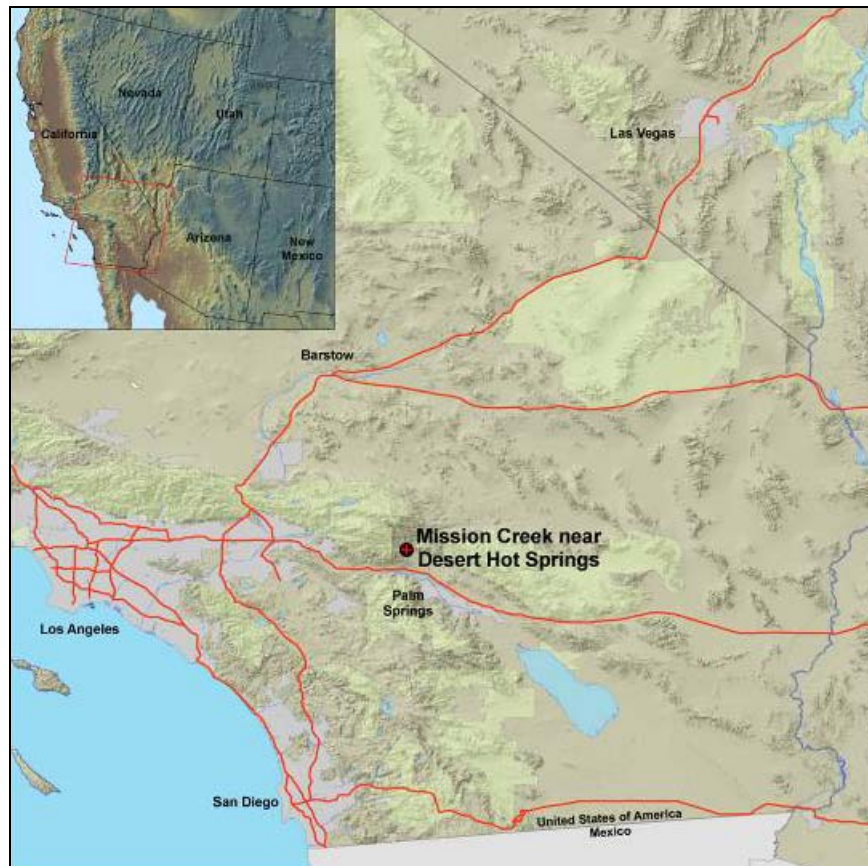 Nevada
Utah
California
Arizona
New
Mexico
Las Vegas
Barstow
Mission Creek near
Desert Hot Springs
Palm
Springs
Los Angeles
San Diego
United States of America
Mexico